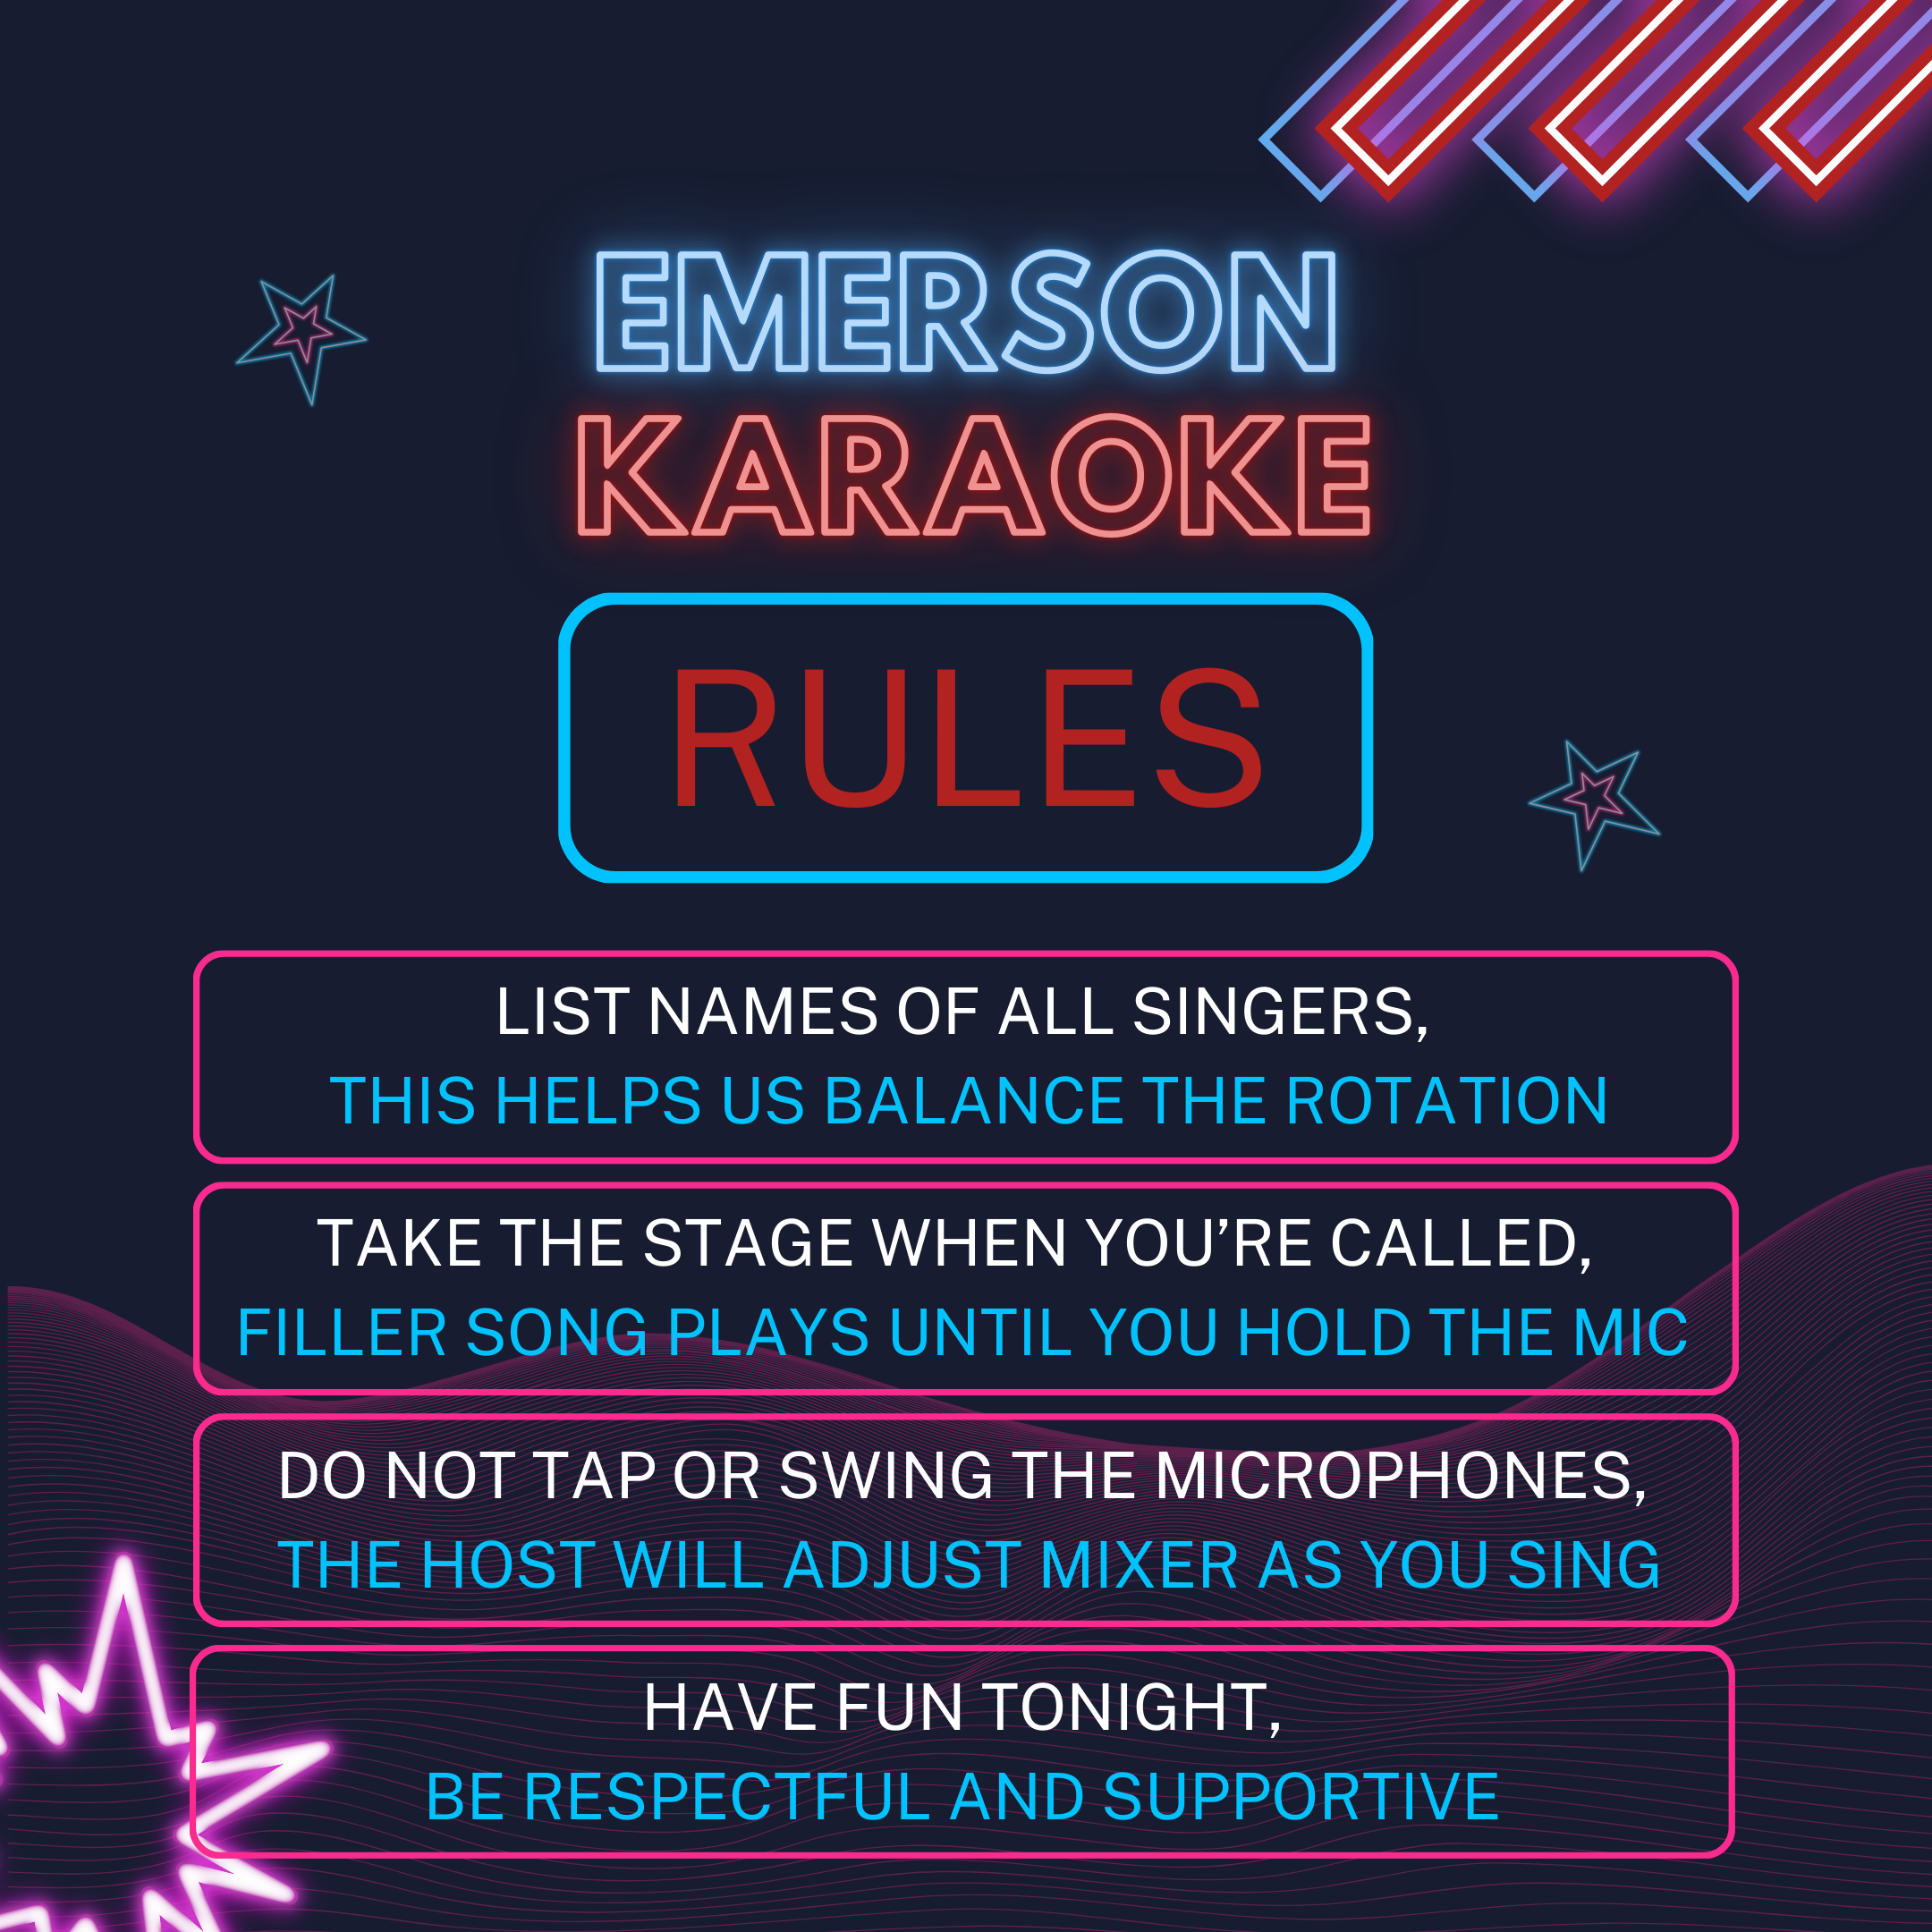 EMERSON
KARAOKE
RULES
LIST NAMES OF ALL SINGERS,
THIS HELPS US BALANCE THE ROTATION
TAKE THE STAGE WHEN YOU’RE CALLED,
FILLER SONG PLAYS UNTIL YOU HOLD THE MIC
DO NOT TAP OR SWING THE MICROPHONES,
THE HOST WILL ADJUST MIXER AS YOU SING
HAVE FUN TONIGHT,
BE RESPECTFUL AND SUPPORTIVE